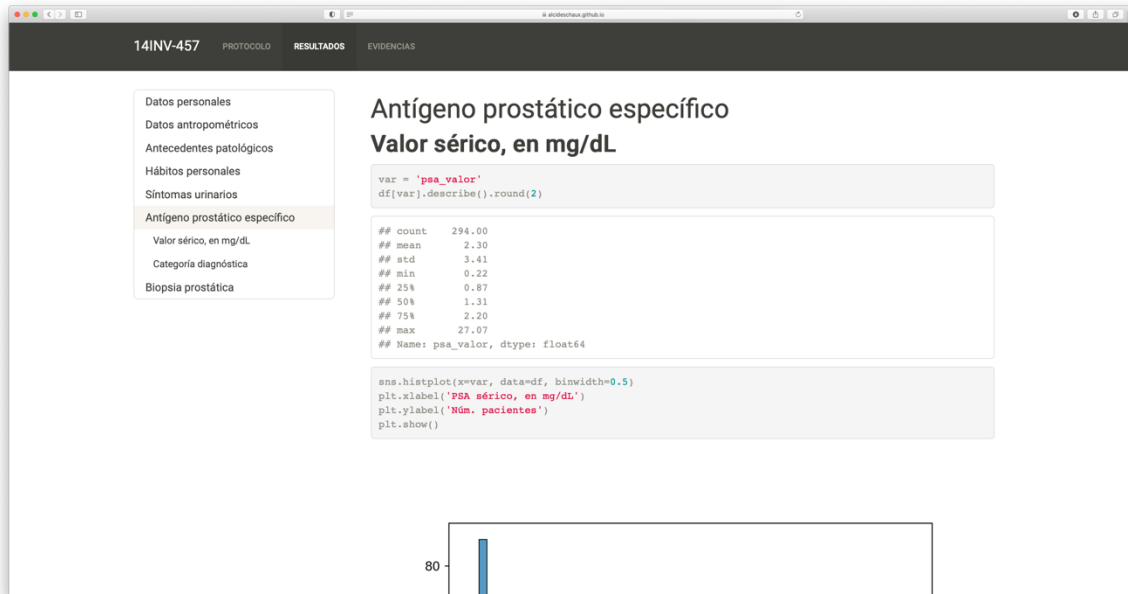 alcideschaux.github.io
14INV-457 PROTOCOLO RESULTADOS EVIDENCIAS
Datos personales
Datos antropométricos
Antecedentes patológicos
Hábitos personales
Síntomas urinarios
Antígeno prostático específico
Valor sérico, en mg/dL
Categoría diagnóstica
Biopsia prostática
Antígeno prostático específico
Valor sérico, en mg/dL
var = 'psa_valor'
df[var].describe().round(2)
## count    294.00
## mean       2.30
## std        3.41
## min        0.22
## 25%        0.87
## 50%        1.31
## 75%        2.20
## max       27.07
## Name: psa_valor, dtype: float64
sns.histplot(x=var, data=df, binwidth=0.5)
plt.xlabel('PSA sérico, en mg/dL')
plt.ylabel('Núm. pacientes')
plt.show()
80